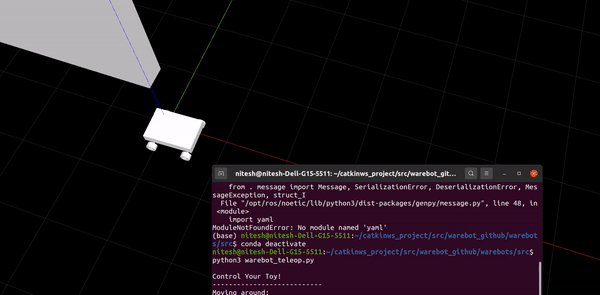 nitesh@nitesh-Dell-G15-5511: ~/catkinws_project/src/warebot_git...
from . message import Message, SerializationError, DeserializationError, Mes
sageException, struct_I
File "/opt/ros/noetic/lib/python3/dist-packages/genpy/message.py", line 48, in
<module>
import yaml
ModuleNotFoundError: No module named 'yaml'
(base) nitesh@nitesh-Dell-G15-5511:~/catkinws_project/src/warebot_github/warebot
s/src$ conda deactivate
nitesh@nitesh-Dell-G15-5511:~/catkinws_project/src/warebot_github/warebots/src$
python3 warebot_teleop.py
Control Your Toy!
---------------------------
Moving around: